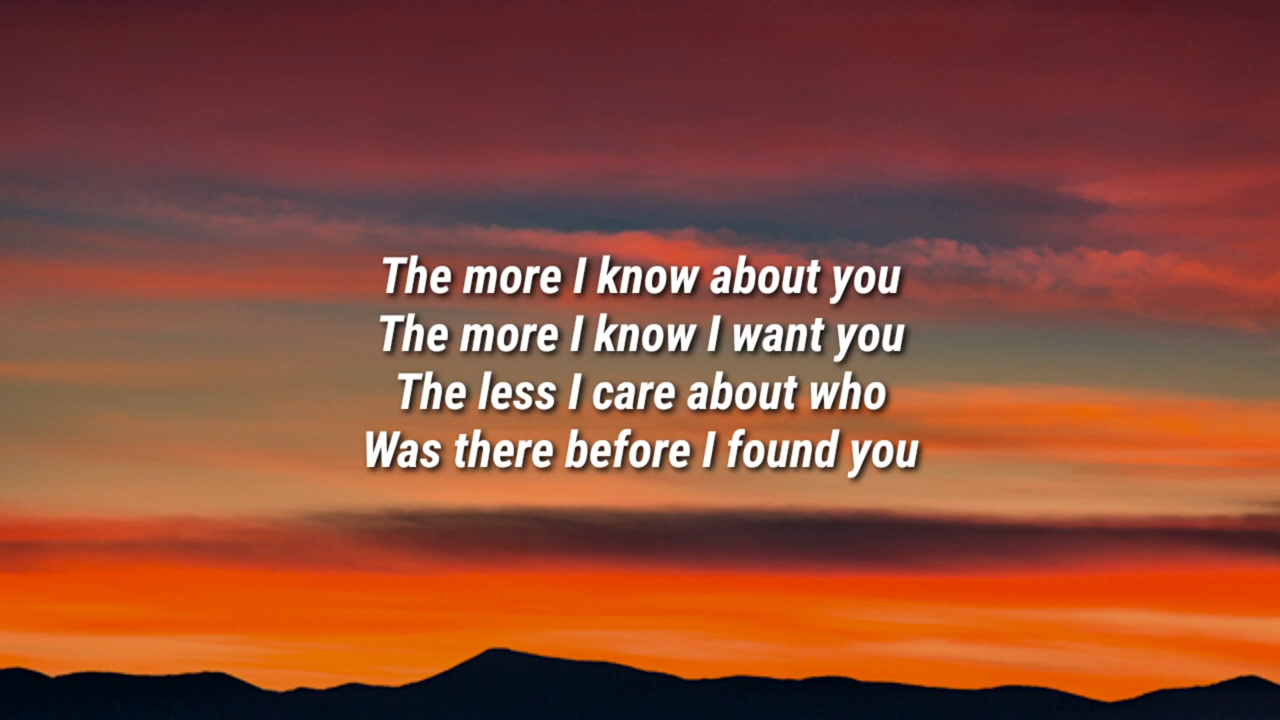 The more I know about you
The more I know I want you
The less I care about who
Was there before I found you